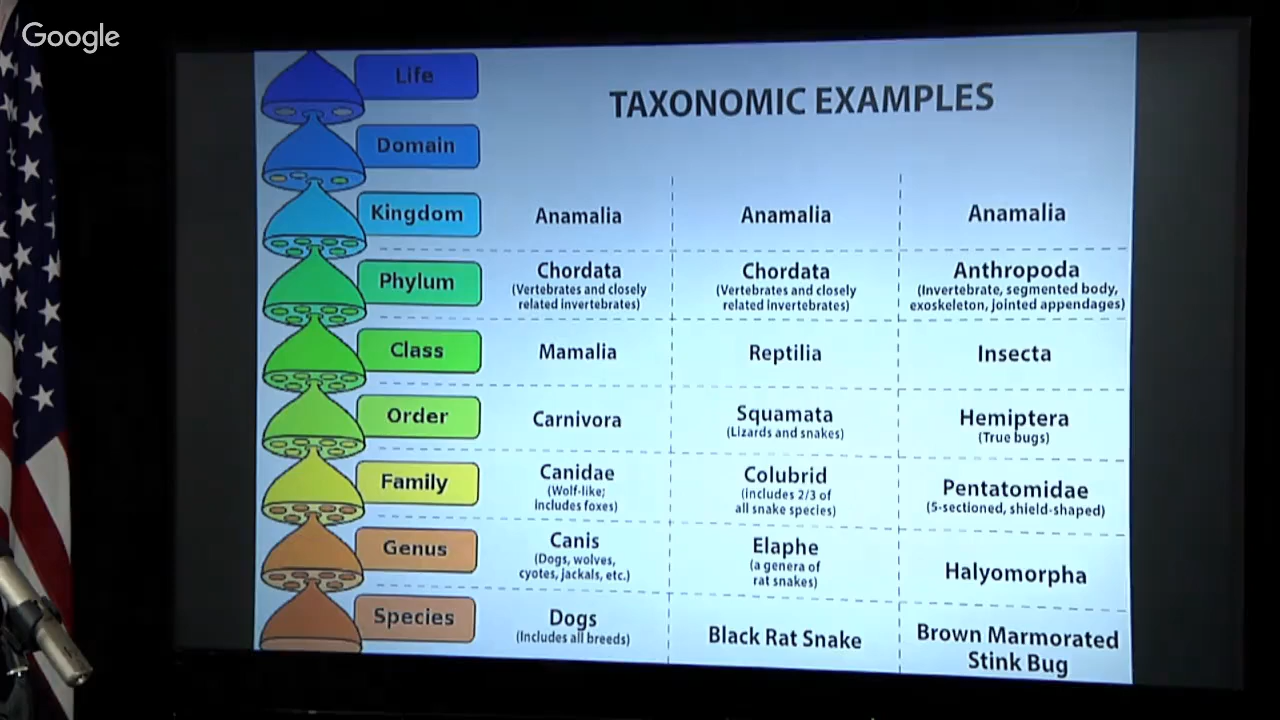 Google
TAXONOMIC EXAMPLES
Life
Domain
Kingdom
Anamalia
Anamalia
Anamalia
Phylum
Chordata
(Vertebrates and closely
related invertebrates)
Chordata
(Vertebrates and closely
related invertebrates)
Anthropoda
(Invertebrate, segmented body,
exoskeleton, jointed appendages)
Class
Mamalia
Reptilia
Insecta
Order
Carnivora
Squamata
(Lizards and snakes)
Hemiptera
(True bugs)
Family
Canidae
(Wolf-like;
includes foxes)
Colubrid
(includes 2/3 of
all snake species)
Pentatomidae
(5-sectioned, shield-shaped)
Genus
Canis
(Dogs, wolves,
cyotes, jackals, etc.)
Elaphe
(a genera of
rat snakes)
Halyomorpha
Species
Dogs
(Includes all breeds)
Black Rat Snake
Brown Marmorated
Stink Bug